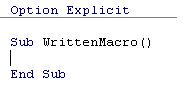 Option Explicit
Sub WrittenMacro()
End Sub